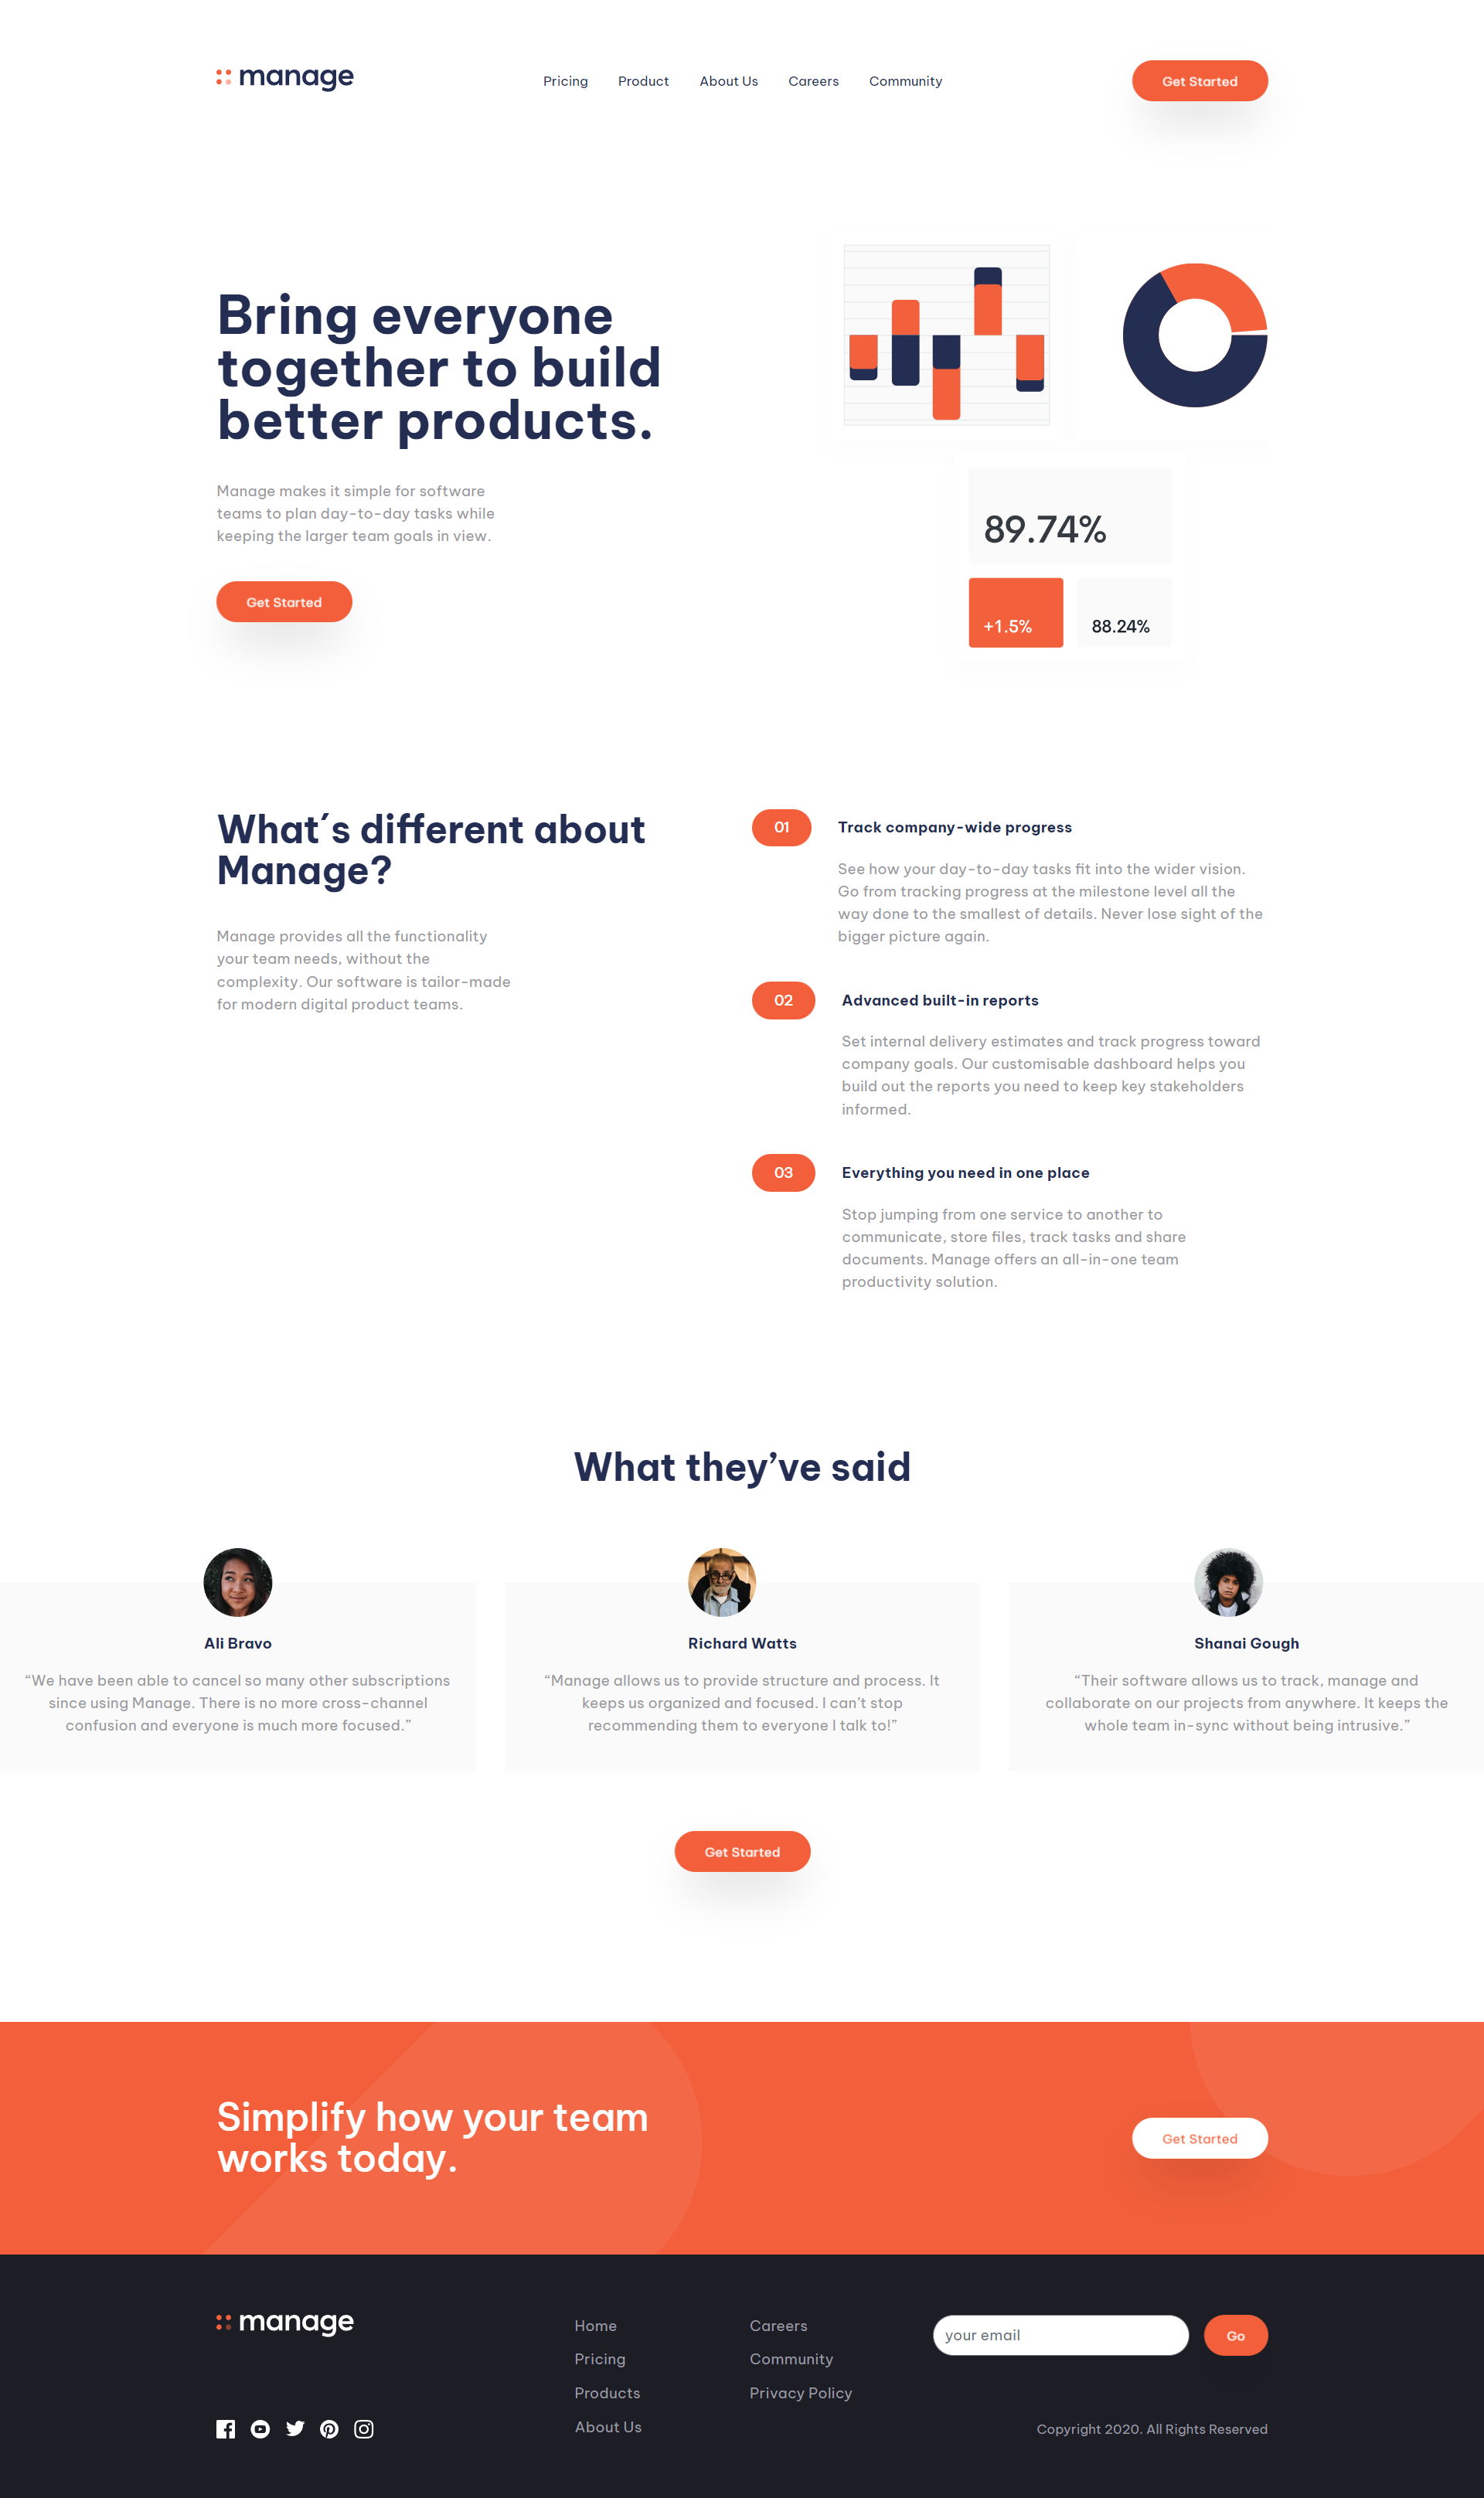 manage
Pricing Product About Us Careers Community
Get Started
Bring everyone
together to build
better products.
Manage makes it simple for software
teams to plan day-to-day tasks while
keeping the larger team goals in view.
Get Started
89.74%
+1.5%
88.24%
What´s different about
Manage?
Manage provides all the functionality
your team needs, without the
complexity. Our software is tailor-made
for modern digital product teams.
01 Track company-wide progress
See how your day-to-day tasks fit into the wider vision.
Go from tracking progress at the milestone level all the
way done to the smallest of details. Never lose sight of the
bigger picture again.
02 Advanced built-in reports
Set internal delivery estimates and track progress toward
company goals. Our customisable dashboard helps you
build out the reports you need to keep key stakeholders
informed.
03 Everything you need in one place
Stop jumping from one service to another to
communicate, store files, track tasks and share
documents. Manage offers an all-in-one team
productivity solution.
What they’ve said
Ali Bravo
“We have been able to cancel so many other subscriptions
since using Manage. There is no more cross-channel
confusion and everyone is much more focused.”
Richard Watts
“Manage allows us to provide structure and process. It
keeps us organized and focused. I can’t stop
recommending them to everyone I talk to!”
Shanai Gough
“Their software allows us to track, manage and
collaborate on our projects from anywhere. It keeps the
whole team in-sync without being intrusive.”
Get Started
Simplify how your team
works today.
Get Started
manage
Home
Pricing
Products
About Us
Careers
Community
Privacy Policy
your email
Go
Copyright 2020. All Rights Reserved